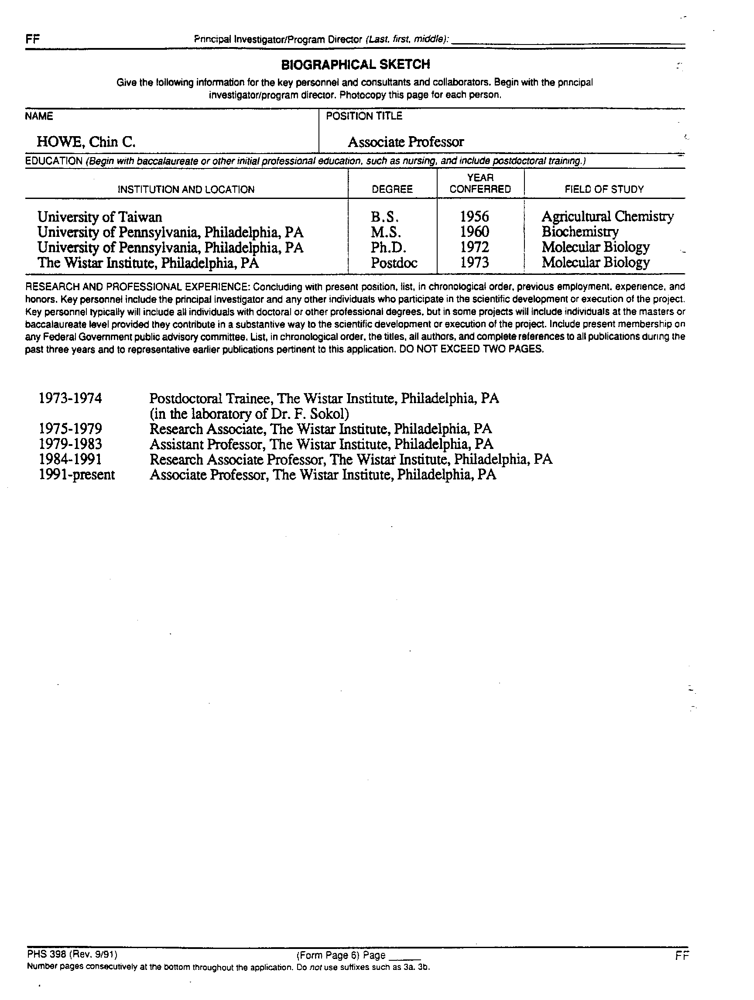 FF Principal Investigator/Program Director (Last, first, middle):
BIOGRAPHICAL SKETCH
Give the following information for the key personnel and consultants and collaborators. Begin with the principal
investigator/program director. Photocopy this page for each person.
NAME POSITION TITLE
HOWE, Chin C. Associate Professor
EDUCATION (Begin with baccalaureate or other initial professional education, such as nursing, and include postdoctoral training.)
INSTITUTION AND LOCATION DEGREE YEAR CONFERRED FIELD OF STUDY
University of Taiwan B.S. 1956 Agricultural Chemistry
University of Pennsylvania, Philadelphia, PA M.S. 1960 Biochemistry
University of Pennsylvania, Philadelphia, PA Ph.D. 1972 Molecular Biology
The Wistar Institute, Philadelphia, PA Postdoc 1973 Molecular Biology
RESEARCH AND PROFESSIONAL EXPERIENCE: Concluding with present position, list, in chronological order, previous employment, experience, and
honors. Key personnel include the principal investigator and any other individuals who participate in the scientific development or execution of the project.
Key personnel typically will include all individuals with doctoral or other professional degrees, but in some projects will include individuals at the masters or
baccalaureate level provided they contribute in a substantive way to the scientific development or execution of the project. Include present membership on
any Federal Government public advisory committee. List, in chronological order, the titles, all authors, and complete references to all publications during the
past three years and to representative earlier publications pertinent to this application. DO NOT EXCEED TWO PAGES.
1973-1974 Postdoctoral Trainee, The Wistar Institute, Philadelphia, PA
(in the laboratory of Dr. F. Sokol)
1975-1979 Research Associate, The Wistar Institute, Philadelphia, PA
1979-1983 Assistant Professor, The Wistar Institute, Philadelphia, PA
1984-1991 Research Associate Professor, The Wistar Institute, Philadelphia, PA
1991-present Associate Professor, The Wistar Institute, Philadelphia, PA
PHS 398 (Rev. 9/91) (Form Page 6) Page FF
Number pages consecutively at the bottom throughout the application. Do not use suffixes such as 3a, 3b.